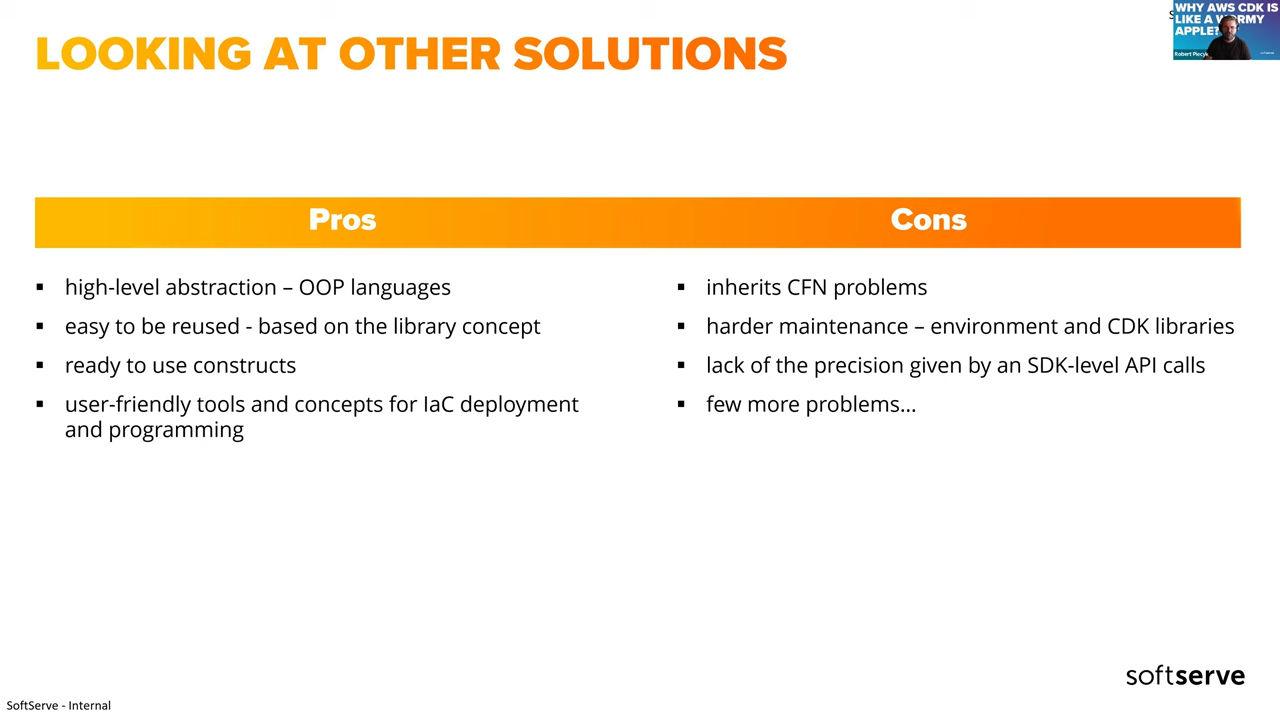 WHY AWS CDK IS
LIKE A WORMY
APPLE?
Robert Piecyk
LOOKING AT OTHER SOLUTIONS
Pros
Cons
▪ high-level abstraction – OOP languages
▪ easy to be reused - based on the library concept
▪ ready to use constructs
▪ user-friendly tools and concepts for IaC deployment
and programming
▪ inherits CFN problems
▪ harder maintenance – environment and CDK libraries
▪ lack of the precision given by an SDK-level API calls
▪ few more problems...
softserve
SoftServe - Internal